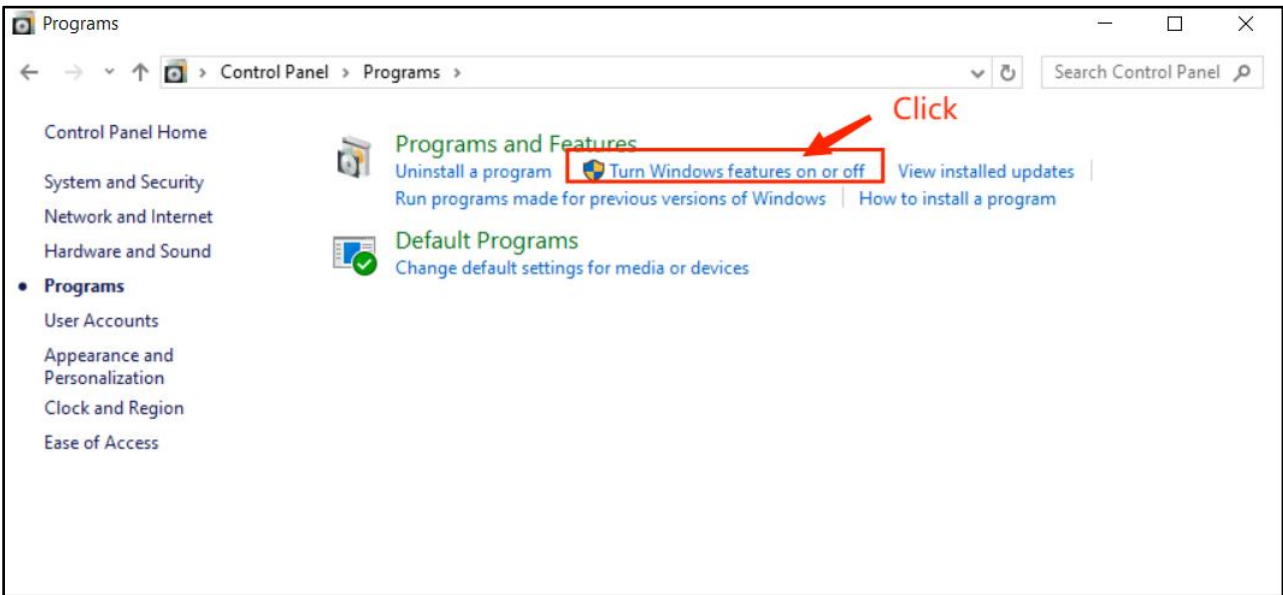 Programs
Control Panel > Programs >
Search Control Panel
Click
Control Panel Home
System and Security
Network and Internet
Hardware and Sound
Programs
User Accounts
Appearance and
Personalization
Clock and Region
Ease of Access
Programs and Features
Uninstall a program Turn Windows features on or off View installed updates
Run programs made for previous versions of Windows How to install a program
Default Programs
Change default settings for media or devices